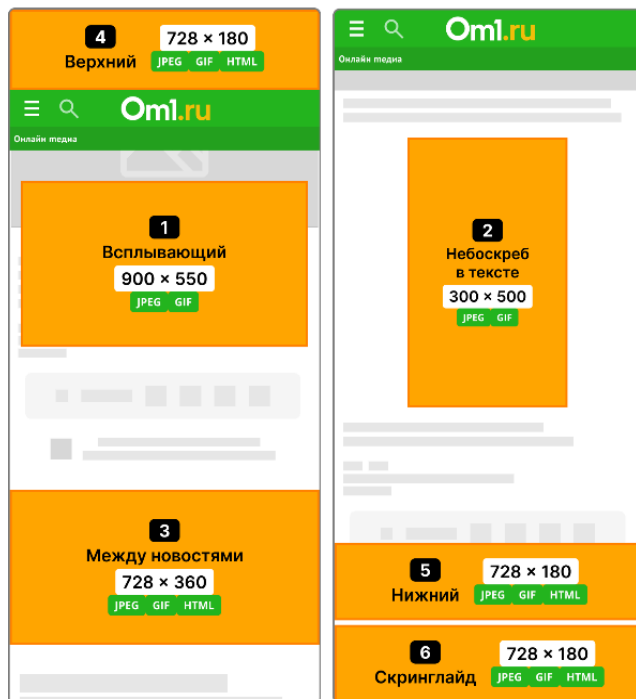 4
728 × 180
Верхний
JPEG GIF HTML
Om1.ru
Онлайн медиа
1
Всплывающий
900 × 550
JPEG GIF
3
Между новостями
728 × 360
JPEG GIF HTML
Om1.ru
Онлайн медиа
2
Небоскреб
в тексте
300 × 500
JPEG GIF
5
728 × 180
Нижний
JPEG GIF HTML
6
728 × 180
Скринглайд
JPEG GIF HTML